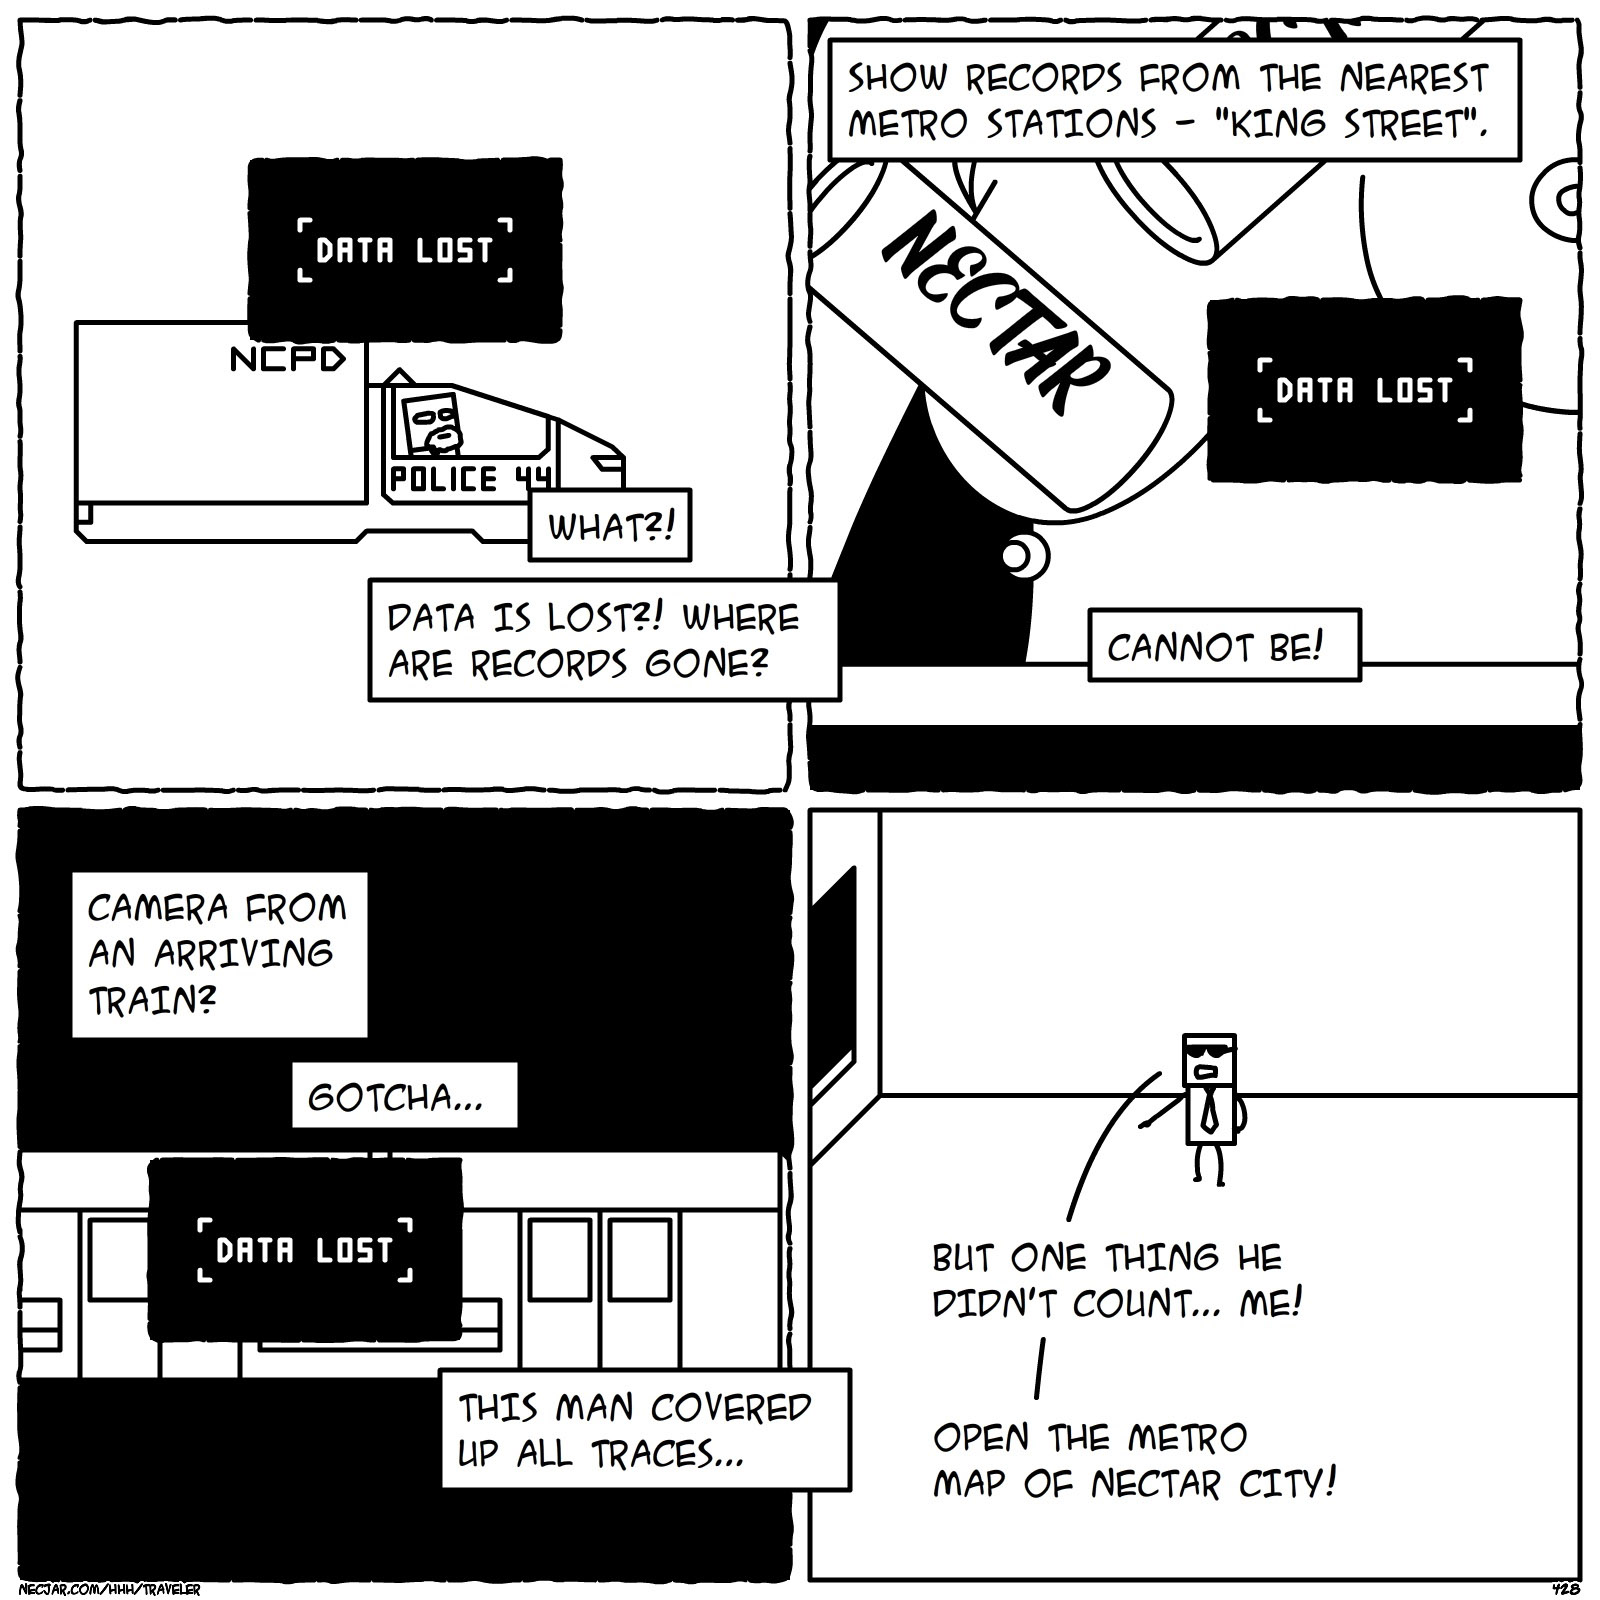 DATA LOST
NCPD
POLICE 44
WHAT?!
DATA IS LOST?! WHERE
ARE RECORDS GONE?
SHOW RECORDS FROM THE NEAREST
METRO STATIONS - "KING STREET".
NECTAR
DATA LOST
CANNOT BE!
CAMERA FROM
AN ARRIVING
TRAIN?
GOTCHA...
DATA LOST
THIS MAN COVERED
UP ALL TRACES...
BUT ONE THING HE
DIDN'T COUNT... ME!
OPEN THE METRO
MAP OF NECTAR CITY!
NECJAR.COM/HHH/TRAVELER
428